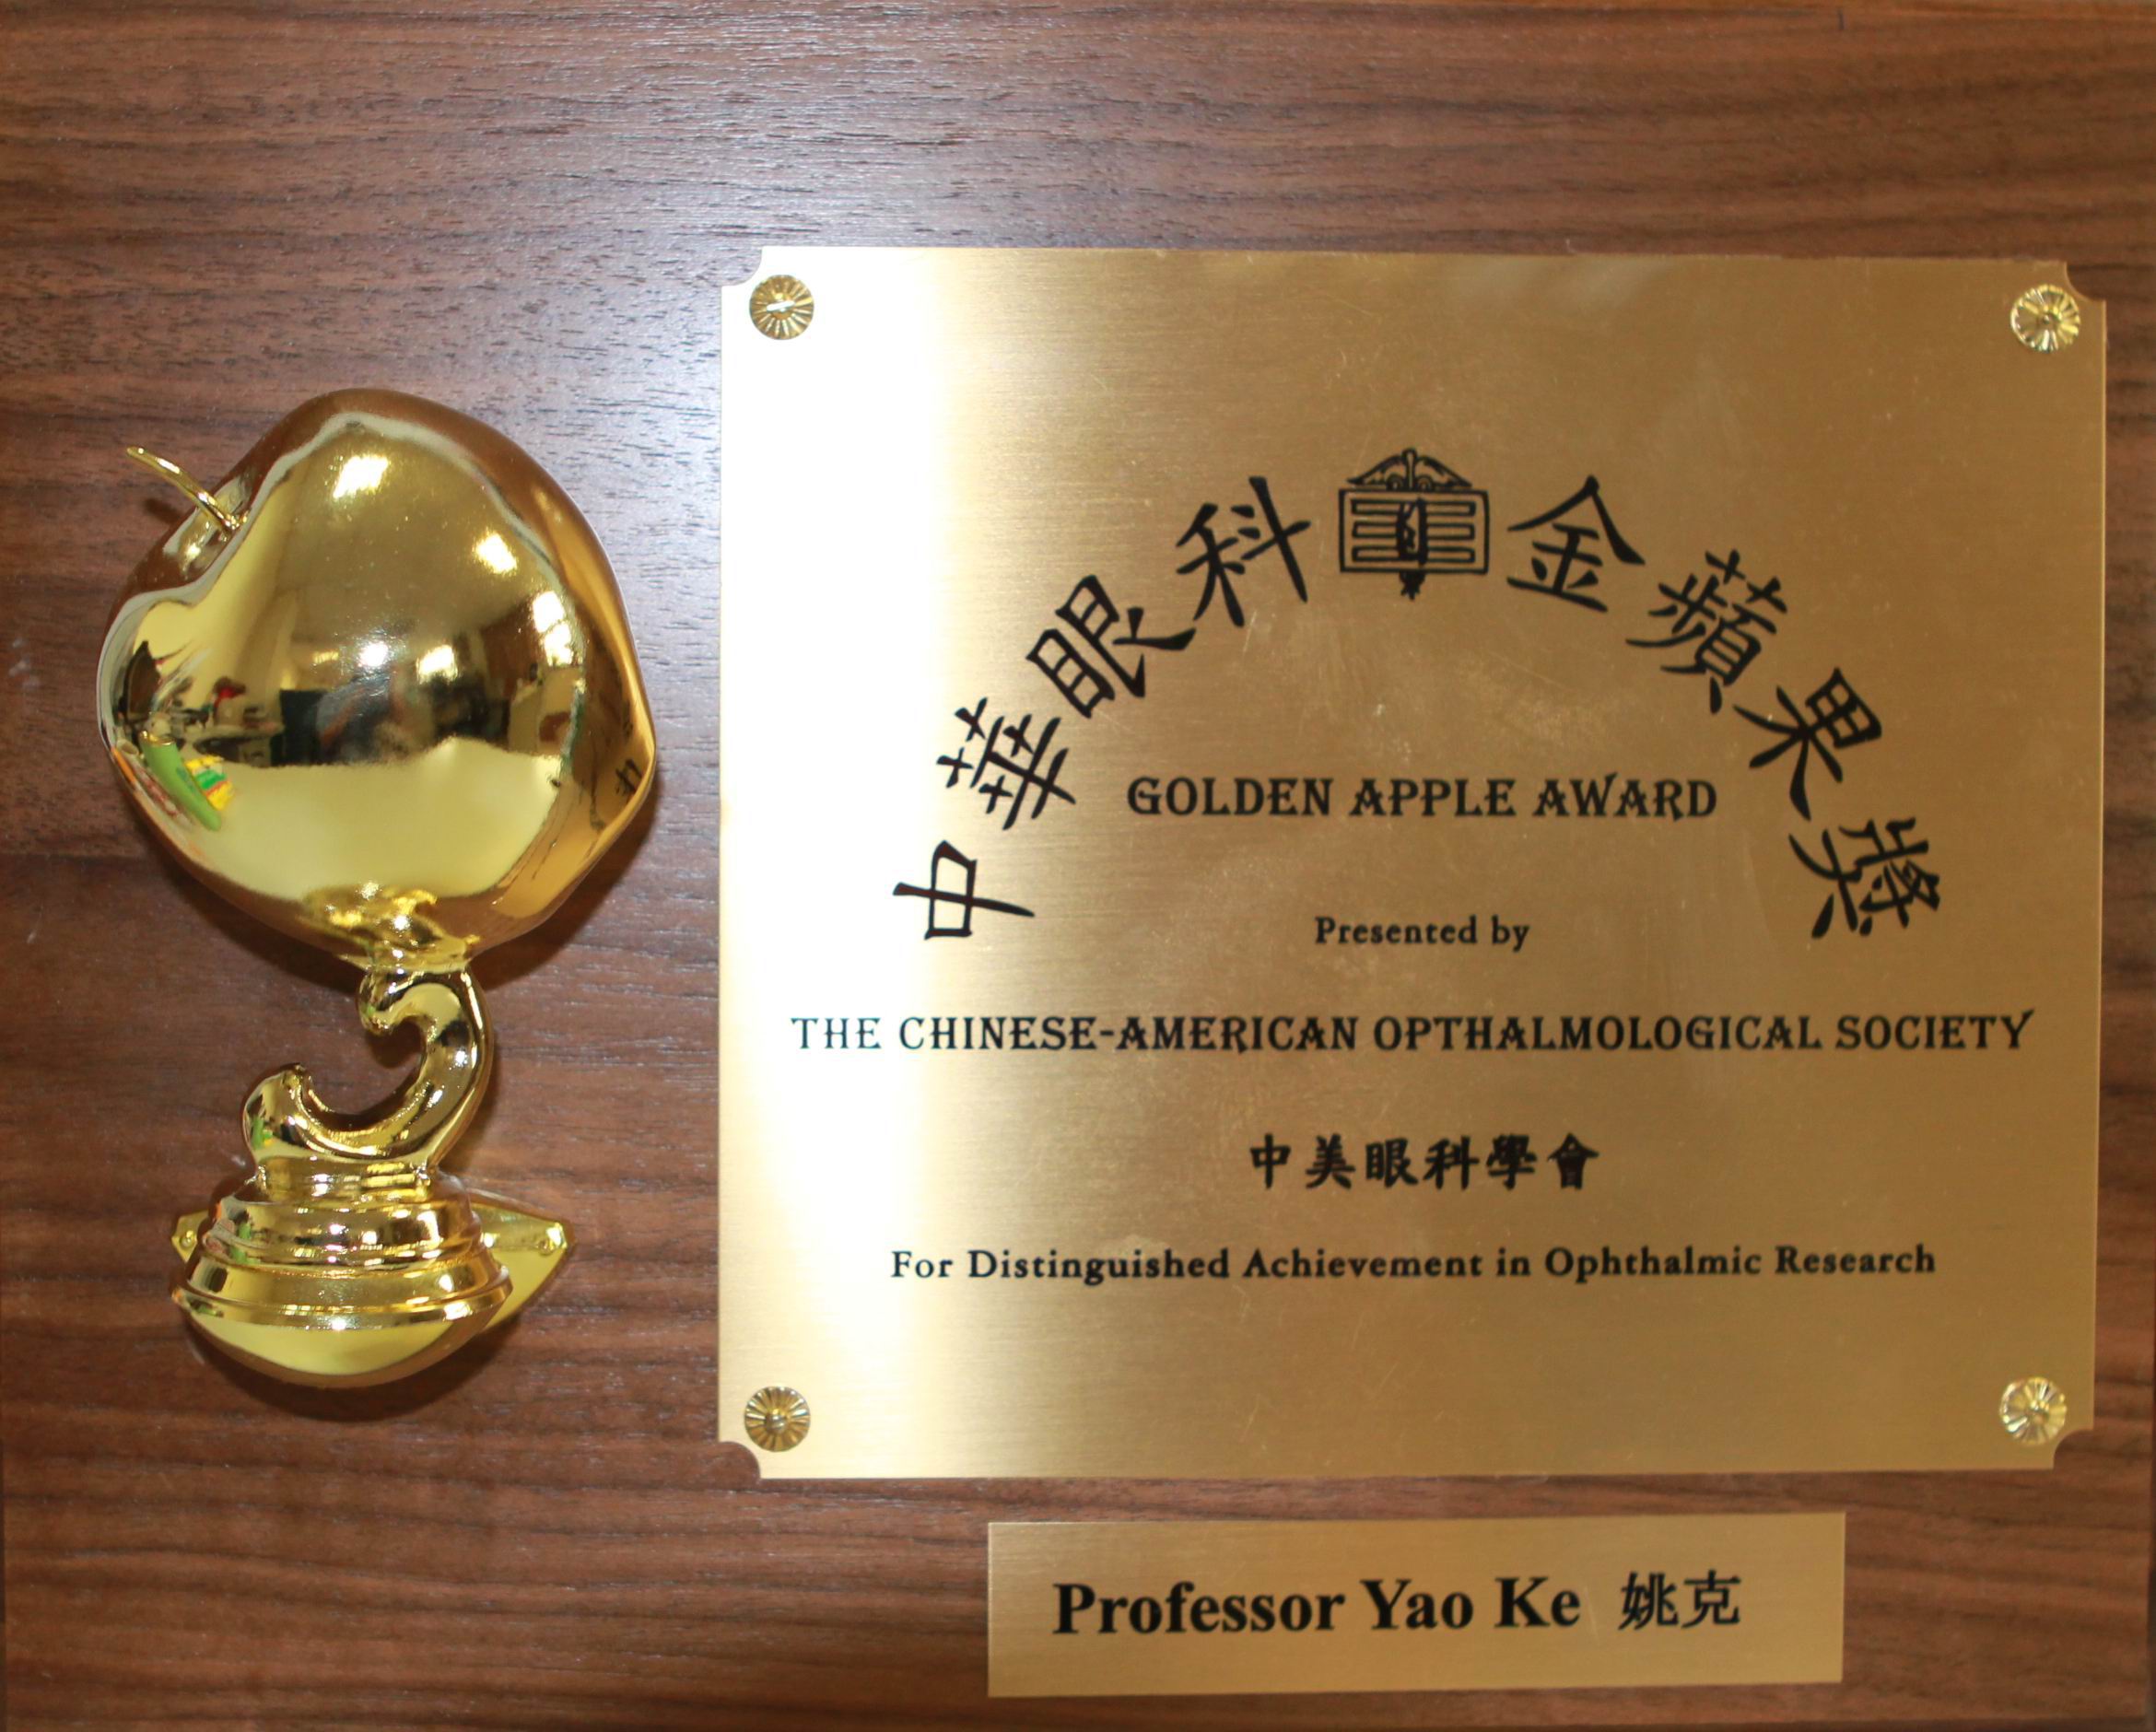 中華眼科金蘋果獎
GOLDEN APPLE AWARD
Presented by
THE CHINESE-AMERICAN OPTHALMOLOGICAL SOCIETY
中美眼科學會
For Distinguished Achievement in Ophthalmic Research
Professor Yao Ke 姚克